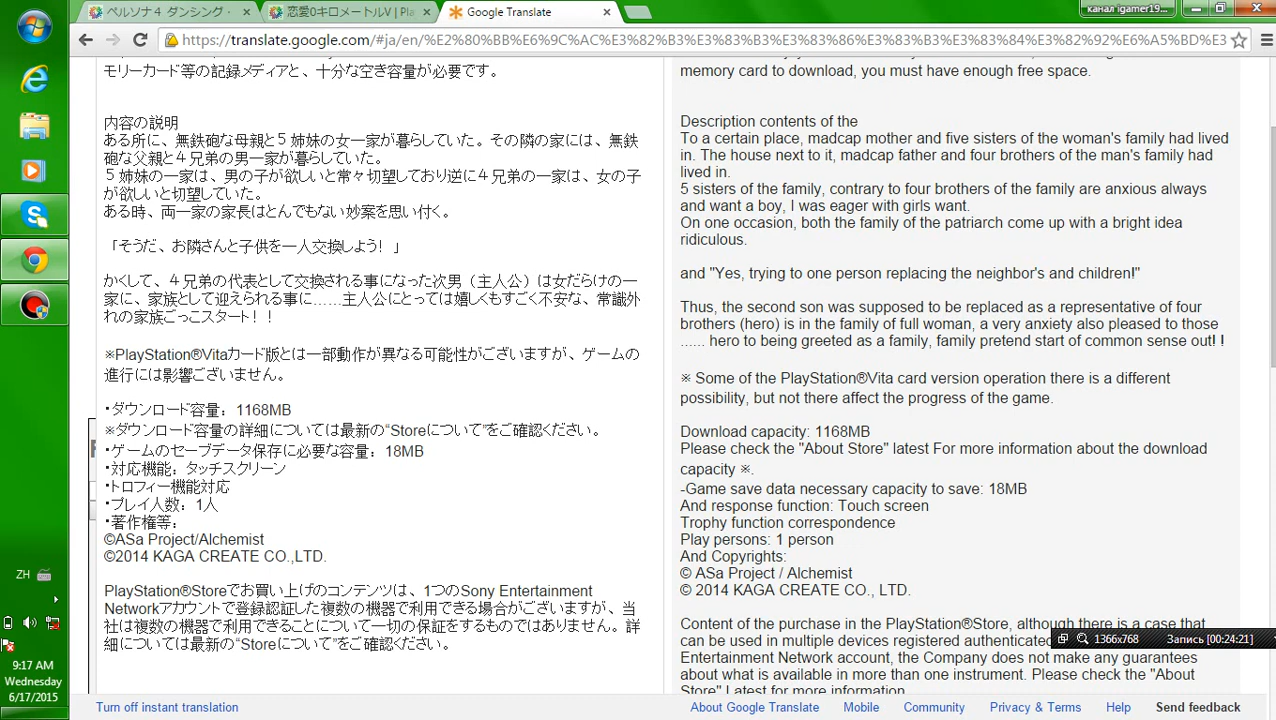 ペルソナ４ ダンシング・
恋愛0キロメートルV | Pla
Google Translate
канал igamer19...
https://translate.google.com/#ja/en/%E2%80%BB%E6%9C%AC%E3%82%B3%E3%83%B3%E3%83%86%E3%83%B3%E3%83%84%E3%82%92%E6%A5%BD%E3
モリーカード等の記録メディアと、十分な空き容量が必要です。
内容の説明
ある所に、無鉄砲な母親と５姉妹の女一家が暮らしていた。その隣の家には、無鉄
砲な父親と４兄弟の男一家が暮らしていた。
５姉妹の一家は、男の子が欲しいと常々切望しており逆に４兄弟の一家は、女の子
が欲しいと切望していた。
ある時、両一家の家長はとんでもない妙案を思い付く。
「そうだ、お隣さんと子供を一人交換しよう！」
かくして、４兄弟の代表として交換される事になった次男（主人公）は女だらけの一
家に、家族として迎えられる事に……主人公にとっては嬉しくもすごく不安な、常識外
れの家族ごっこスタート！！
※PlayStation®Vitaカード版とは一部動作が異なる可能性がございますが、ゲームの
進行には影響ございません。
・ダウンロード容量：1168MB
※ダウンロード容量の詳細については最新の“Storeについて”をご確認ください。
・ゲームのセーブデータ保存に必要な容量：18MB
・対応機能：タッチスクリーン
・トロフィー機能対応
・プレイ人数：1人
・著作権等：
©ASa Project/Alchemist
©2014 KAGA CREATE CO.,LTD.
PlayStation®Storeでお買い上げのコンテンツは、1つのSony Entertainment
Networkアカウントで登録認証した複数の機器で利用できる場合がございますが、当
社は複数の機器で利用できることについて一切の保証をするものではありません。詳
細については最新の“Storeについて”をご確認ください。
memory card to download, you must have enough free space.
Description contents of the
To a certain place, madcap mother and five sisters of the woman's family had lived
in. The house next to it, madcap father and four brothers of the man's family had
lived in.
5 sisters of the family, contrary to four brothers of the family are anxious always
and want a boy, I was eager with girls want.
On one occasion, both the family of the patriarch come up with a bright idea
ridiculous.
and "Yes, trying to one person replacing the neighbor's and children!"
Thus, the second son was supposed to be replaced as a representative of four
brothers (hero) is in the family of full woman, a very anxiety also pleased to those
...... hero to being greeted as a family, family pretend start of common sense out! !
※ Some of the PlayStation®Vita card version operation there is a different
possibility, but not there affect the progress of the game.
Download capacity: 1168MB
Please check the "About Store" latest For more information about the download
capacity ※.
-Game save data necessary capacity to save: 18MB
And response function: Touch screen
Trophy function correspondence
Play persons: 1 person
And Copyrights:
© ASa Project / Alchemist
© 2014 KAGA CREATE CO., LTD.
Content of the purchase in the PlayStation®Store, although there is a case that
can be used in multiple devices registered authenticated
Entertainment Network account, the Company does not make any guarantees
about what is available in more than one instrument. Please check the "About
Store" Latest for more information.
1366x768 Запись [00:24:21]
ZH
9:17 AM
Wednesday
6/17/2015
Turn off instant translation
About Google Translate Mobile Community Privacy & Terms Help Send feedback